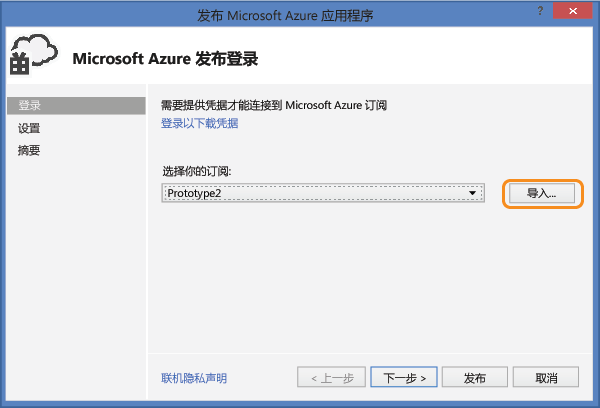 发布 Microsoft Azure 应用程序
?
Microsoft Azure 发布登录
登录
设置
摘要
需要提供凭据才能连接到 Microsoft Azure 订阅
登录以下载凭据
选择你的订阅:
Prototype2
导入...
联机隐私声明
< 上一步
下一步 >
发布
取消